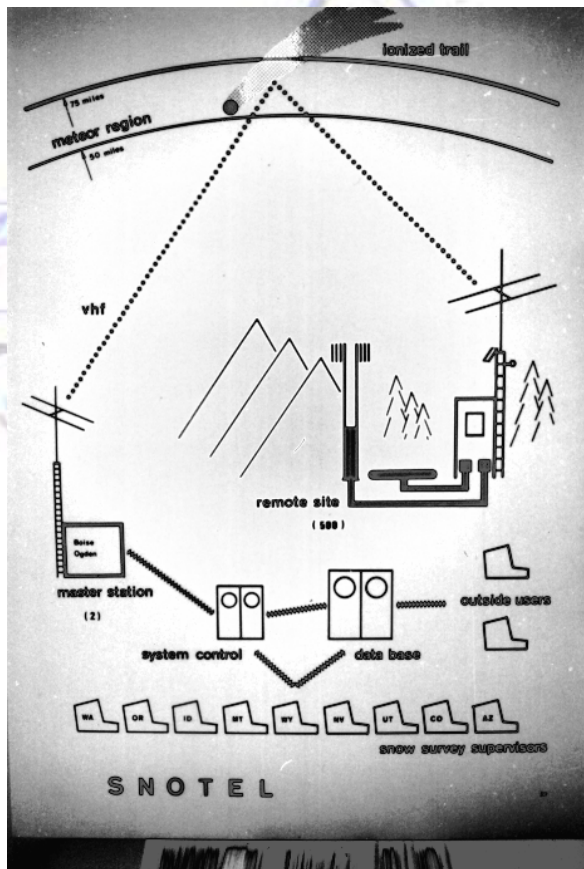 ionized trail
75 miles
meteor region
50 miles
vhf
remote site
(500)
Boise
Ogden
master station
(2)
outside users
system control
data base
WA OR ID MT WY NV UT CO AZ
snow survey supervisors
SNOTEL